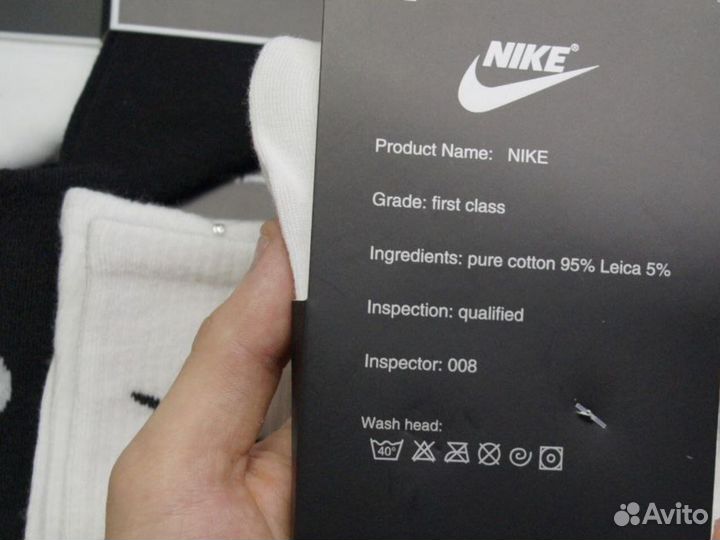 NIKE®
Product Name: NIKE
Grade: first class
Ingredients: pure cotton 95% Leica 5%
Inspection: qualified
Inspector: 008
Wash head:
40°
Avito